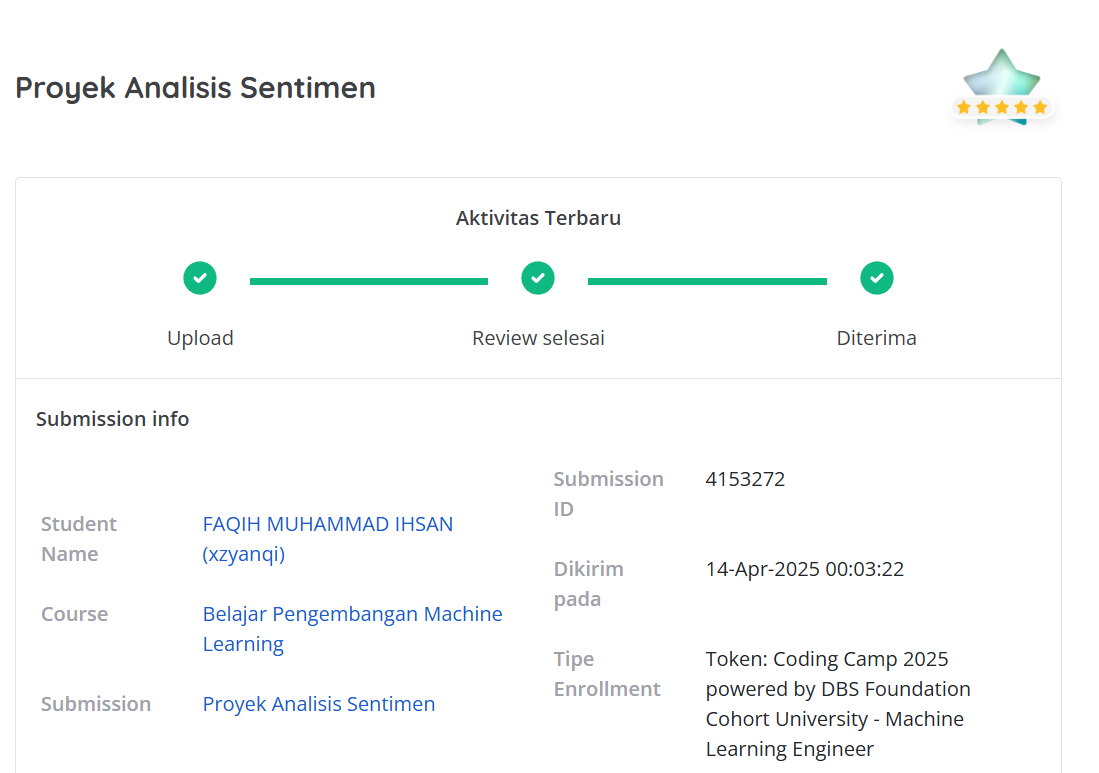 Proyek Analisis Sentimen
Aktivitas Terbaru
Upload
Review selesai
Diterima
Submission info
Student
Name
FAQIH MUHAMMAD IHSAN
(xzyanqi)
Course
Belajar Pengembangan Machine
Learning
Submission
Proyek Analisis Sentimen
Submission
ID
4153272
Dikirim
pada
14-Apr-2025 00:03:22
Tipe
Enrollment
Token: Coding Camp 2025
powered by DBS Foundation
Cohort University - Machine
Learning Engineer